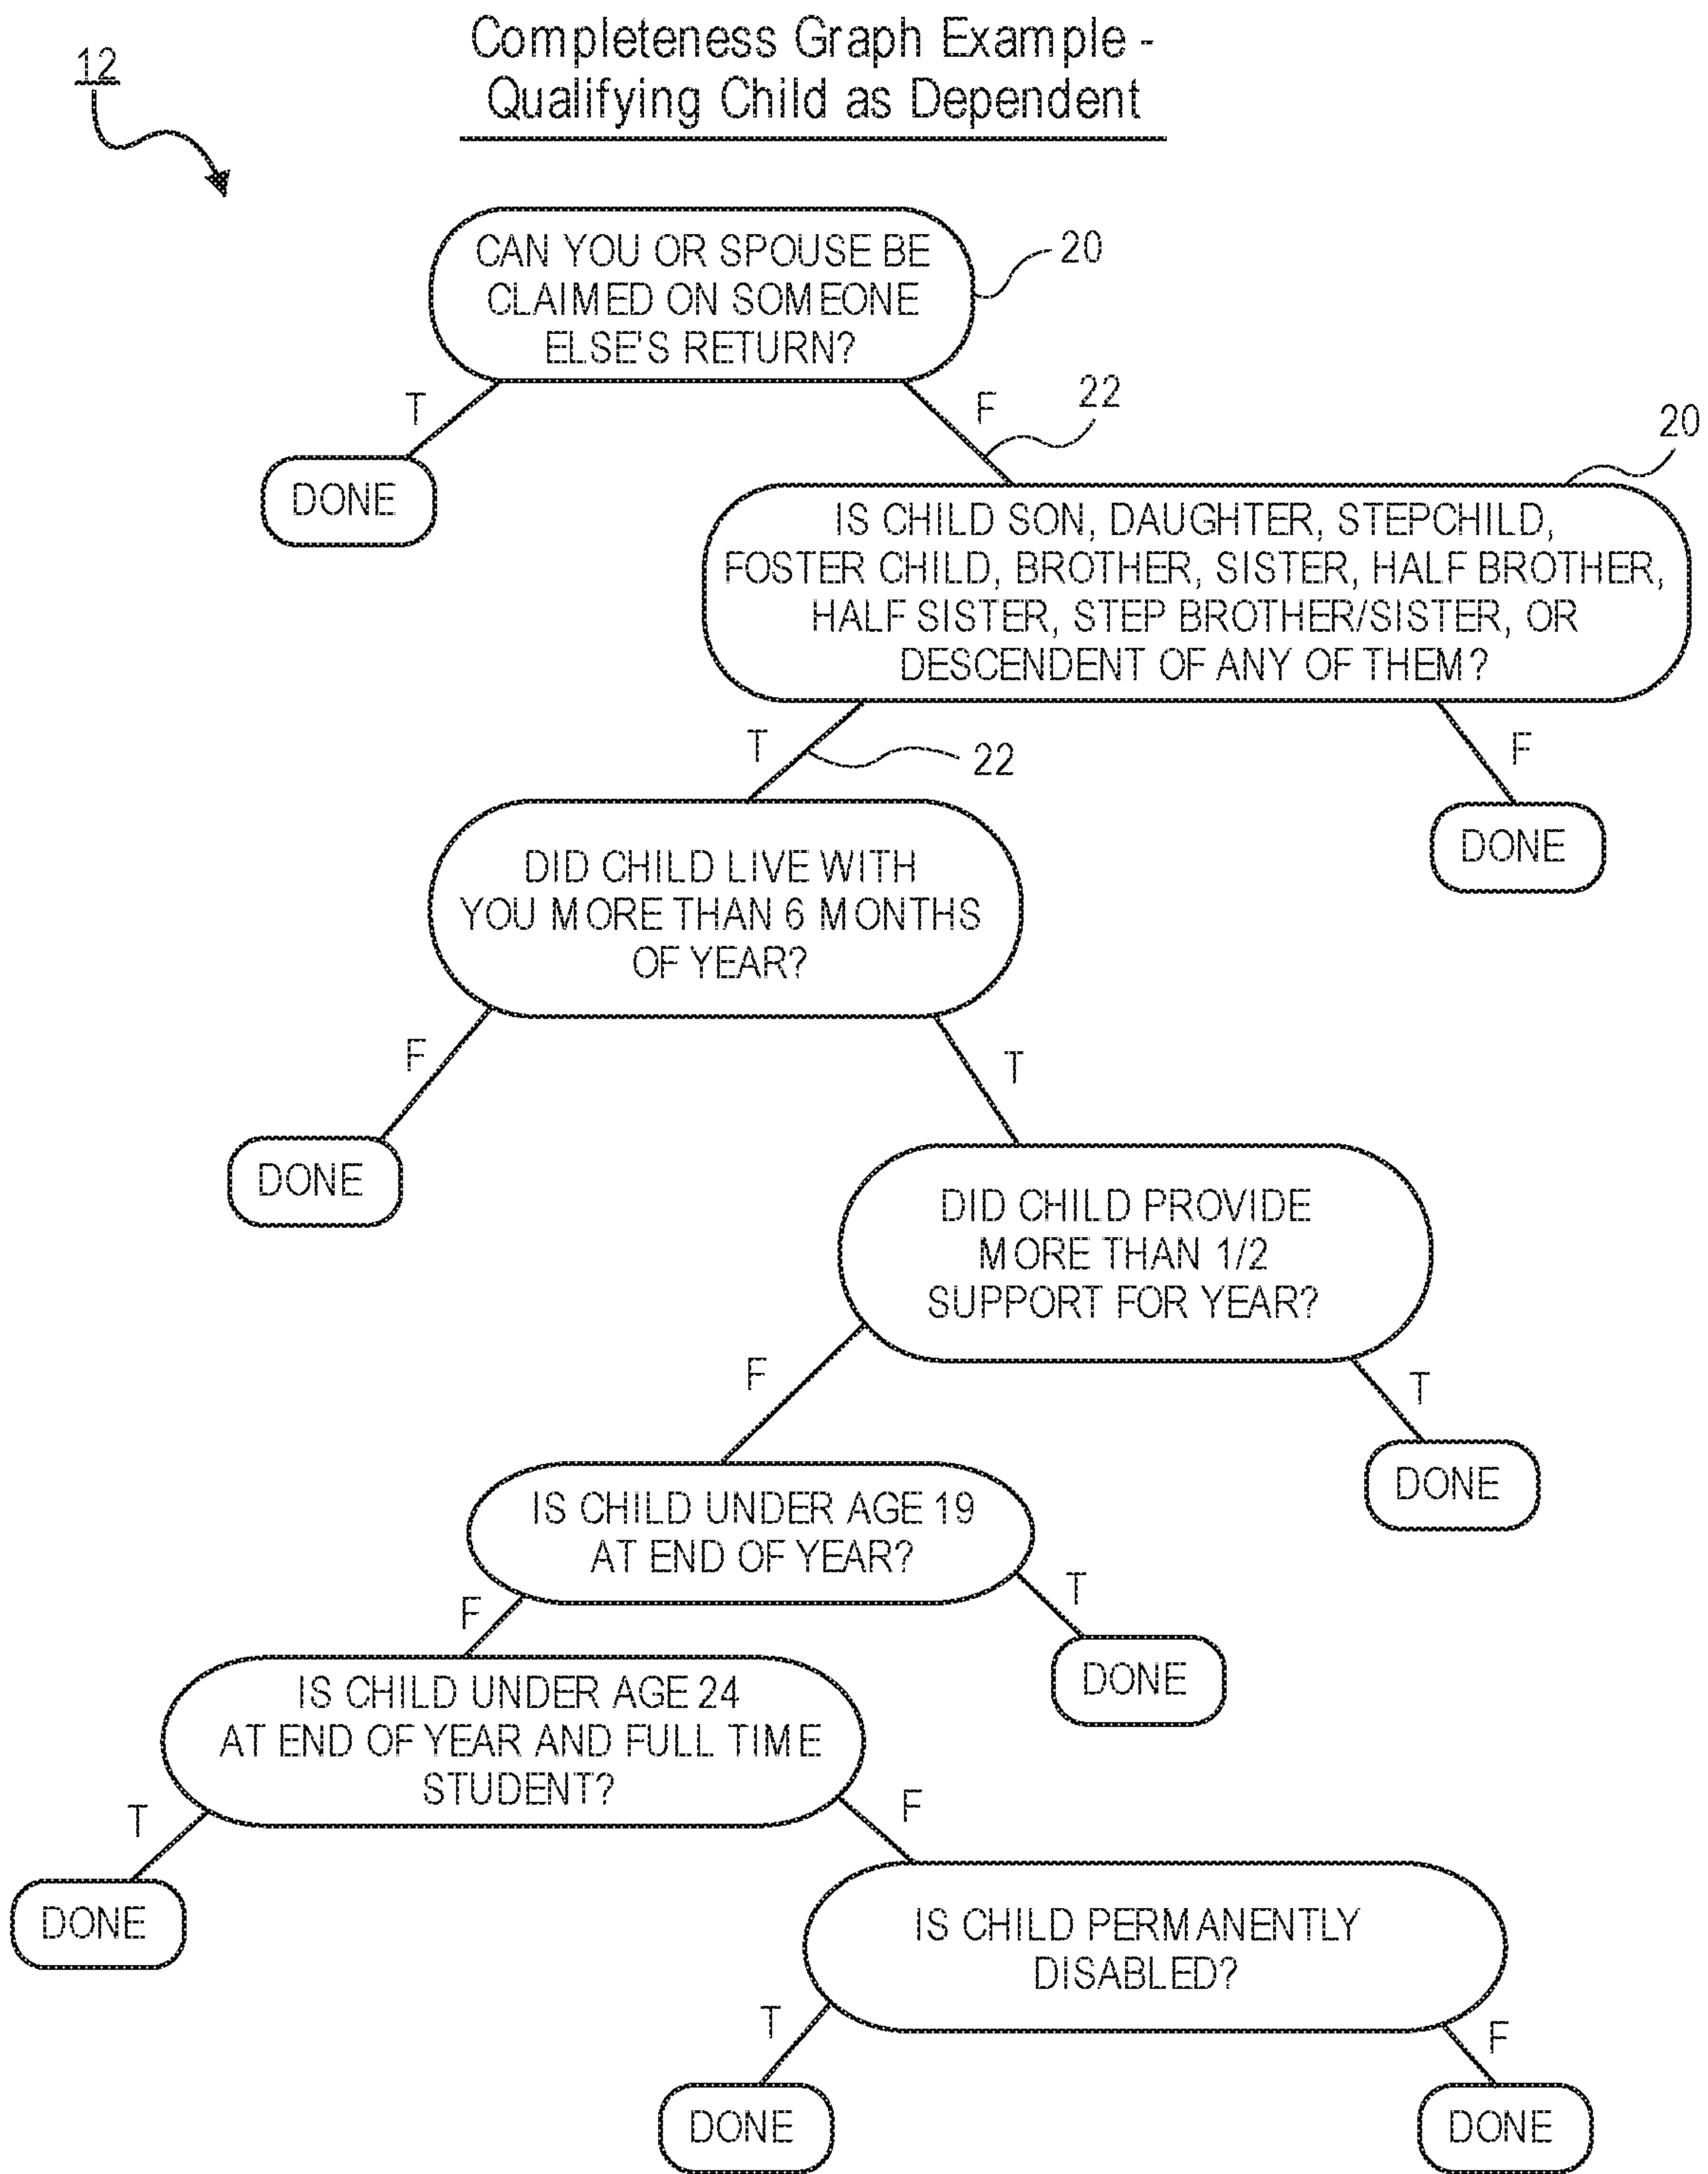 Completeness Graph Example -
Qualifying Child as Dependent
12
CAN YOU OR SPOUSE BE
CLAIMED ON SOMEONE
ELSE'S RETURN?
20
T
F
22
DONE
20
IS CHILD SON, DAUGHTER, STEPCHILD,
FOSTER CHILD, BROTHER, SISTER, HALF BROTHER,
HALF SISTER, STEP BROTHER/SISTER, OR
DESCENDENT OF ANY OF THEM?
T
22
F
DONE
DID CHILD LIVE WITH
YOU MORE THAN 6 MONTHS
OF YEAR?
F
T
DONE
DID CHILD PROVIDE
MORE THAN 1/2
SUPPORT FOR YEAR?
F
T
DONE
IS CHILD UNDER AGE 19
AT END OF YEAR?
F
T
DONE
IS CHILD UNDER AGE 24
AT END OF YEAR AND FULL TIME
STUDENT?
T
F
DONE
IS CHILD PERMANENTLY
DISABLED?
T
F
DONE
DONE